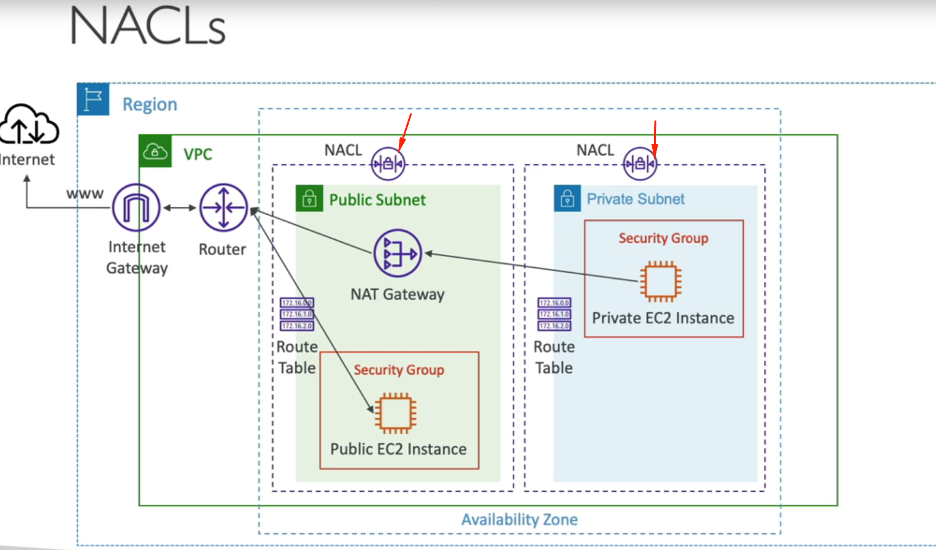 NACLs
Region
Internet
VPC
NACL
NACL
www
Public Subnet
Private Subnet
Security Group
Internet
Gateway
Router
NAT Gateway
Private EC2 Instance
172.16.0.0
172.16.1.0
172.16.2.0
172.16.0.0
172.16.1.0
172.16.2.0
Route
Table
Route
Table
Security Group
Public EC2 Instance
Availability Zone